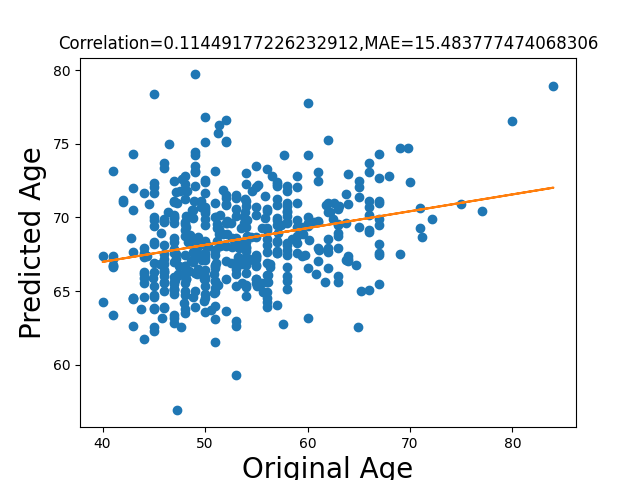 Correlation=0.11449177226232912,MAE=15.483777474068306
80
75
70
65
60
Predicted Age
40 50 60 70 80
Original Age